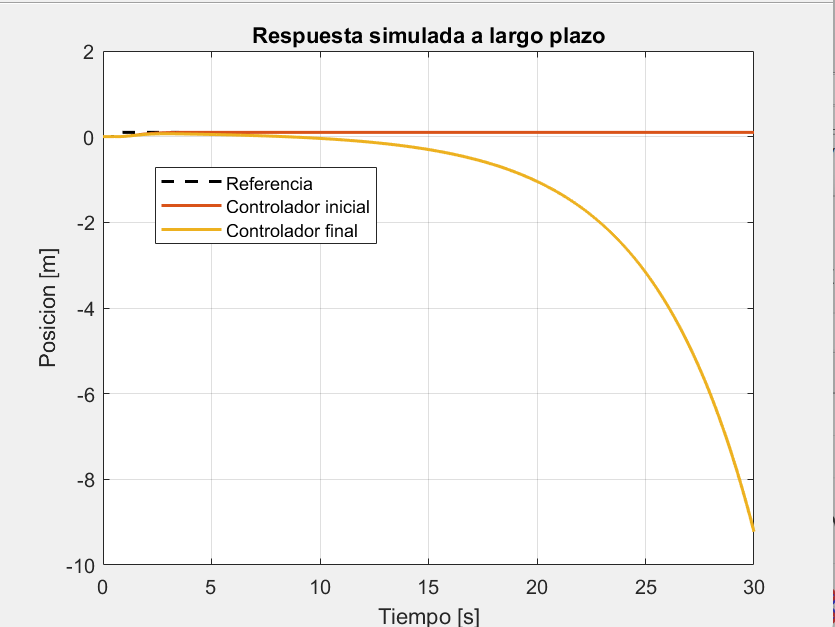 Respuesta simulada a largo plazo
2
0
-2
-4
-6
-8
-10
Posicion [m]
Referencia
Controlador inicial
Controlador final
0 5 10 15 20 25 30
Tiempo [s]